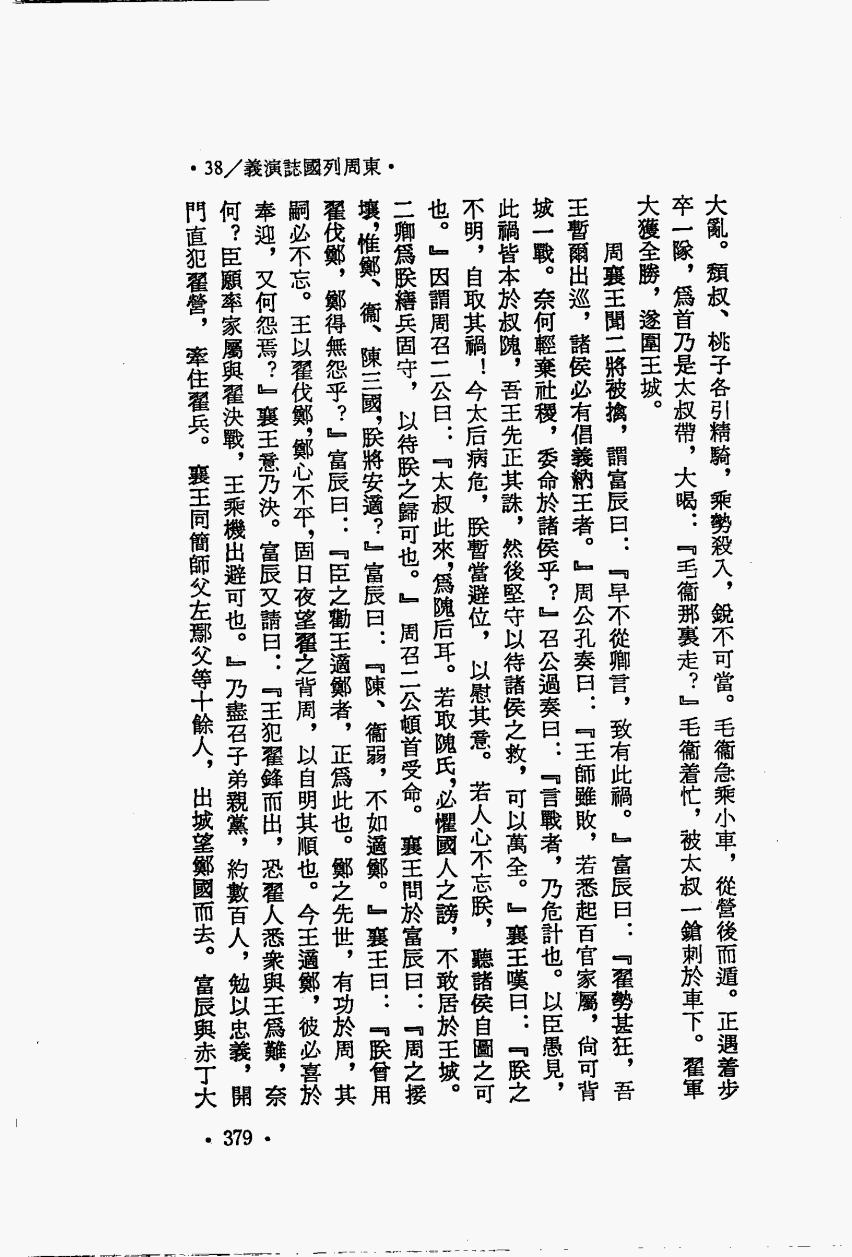 •38／義演誌國列周東•
大亂。頹叔、桃子各引精騎，乘勢殺入，銳不可當。毛衞急乘小車，從營後而遁。正遇着步
卒一隊，爲首乃是太叔帶，大喝：『毛衞那裏走？』毛衞着忙，被太叔一鎗刺於車下。翟軍
大獲全勝，遂圍王城。
周襄王聞二將被擒，謂富辰曰：『早不從卿言，致有此禍。』富辰曰：『翟勢甚狂，吾
王暫爾出巡，諸侯必有倡義納王者。』周公孔奏曰：『王師雖敗，若悉起百官家屬，尙可背
城一戰。奈何輕棄社稷，委命於諸侯乎？』召公過奏曰：『言戰者，乃危計也。以臣愚見，
此禍皆本於叔隗，吾王先正其誅，然後堅守以待諸侯之救，可以萬全。』襄王嘆曰：『朕之
不明，自取其禍！今太后病危，朕暫當避位，以慰其意。若人心不忘朕，聽諸侯自圖之可
也。』因謂周召二公曰：『太叔此來，爲隗后耳。若取隗氏，必懼國人之謗，不敢居於王城。
二卿爲朕繕兵固守，以待朕之歸可也。』周召二公頓首受命。襄王問於富辰曰：『周之接
壤，惟鄭、衞、陳三國，朕將安適？』富辰曰：『陳、衞弱，不如適鄭。』襄王曰：『朕曾用
翟伐鄭，鄭得無怨乎？』富辰曰：『臣之勸王適鄭者，正爲此也。鄭之先世，有功於周，其
嗣必不忘。王以翟伐鄭，鄭心不平，固日夜望翟之背周，以自明其順也。今王適鄭，彼必喜於
奉迎，又何怨焉？』襄王意乃決。富辰又請曰：『王犯翟鋒而出，恐翟人悉衆與王爲難，奈
何？臣願率家屬與翟決戰，王乘機出避可也。』乃盡召子弟親黨，約數百人，勉以忠義，開
門直犯翟營，牽住翟兵。襄王同簡師父左鄢父等十餘人，出城望鄭國而去。富辰與赤丁大
•379•